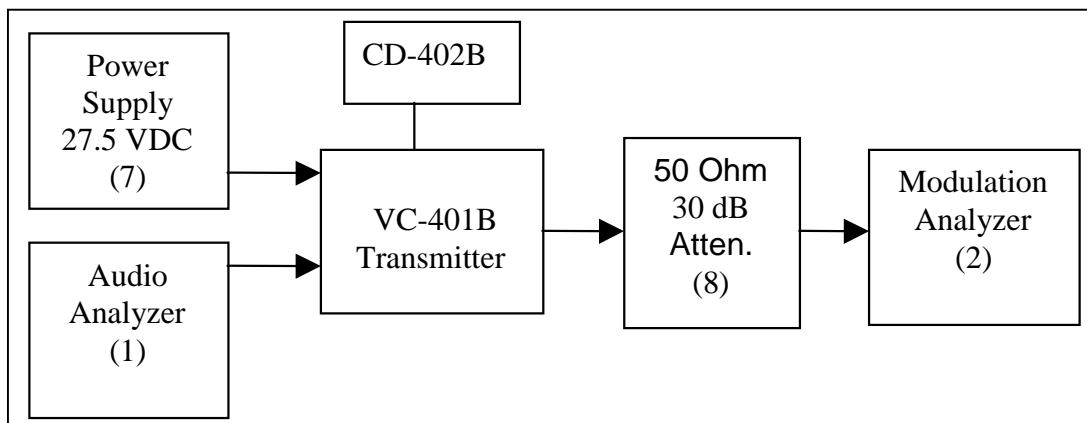 Power
Supply
27.5 VDC
(7)
CD-402B
Audio
Analyzer
(1)
VC-401B
Transmitter
50 Ohm
30 dB
Atten.
(8)
Modulation
Analyzer
(2)